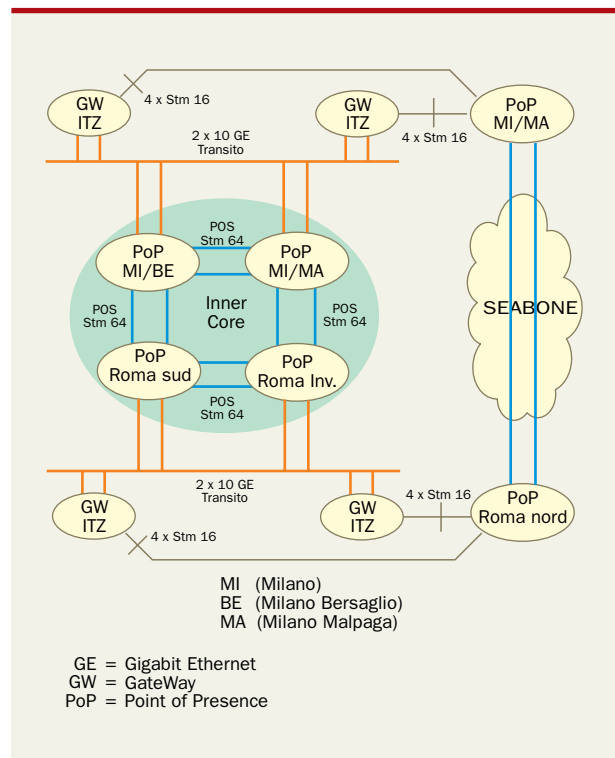 GW
ITZ
4 x Stm 16
GW
ITZ
4 x Stm 16
PoP
MI/MA
2 x 10 GE
Transito
POS
Stm 64
PoP
MI/BE
PoP
MI/MA
POS
Stm 64
Inner
Core
POS
Stm 64
SEABONE
PoP
Roma sud
PoP
Roma Inv.
POS
Stm 64
2 x 10 GE
Transito
GW
ITZ
4 x Stm 16
GW
ITZ
4 x Stm 16
PoP
Roma nord
MI (Milano)
BE (Milano Bersaglio)
MA (Milano Malpaga)
GE = Gigabit Ethernet
GW = GateWay
PoP = Point of Presence